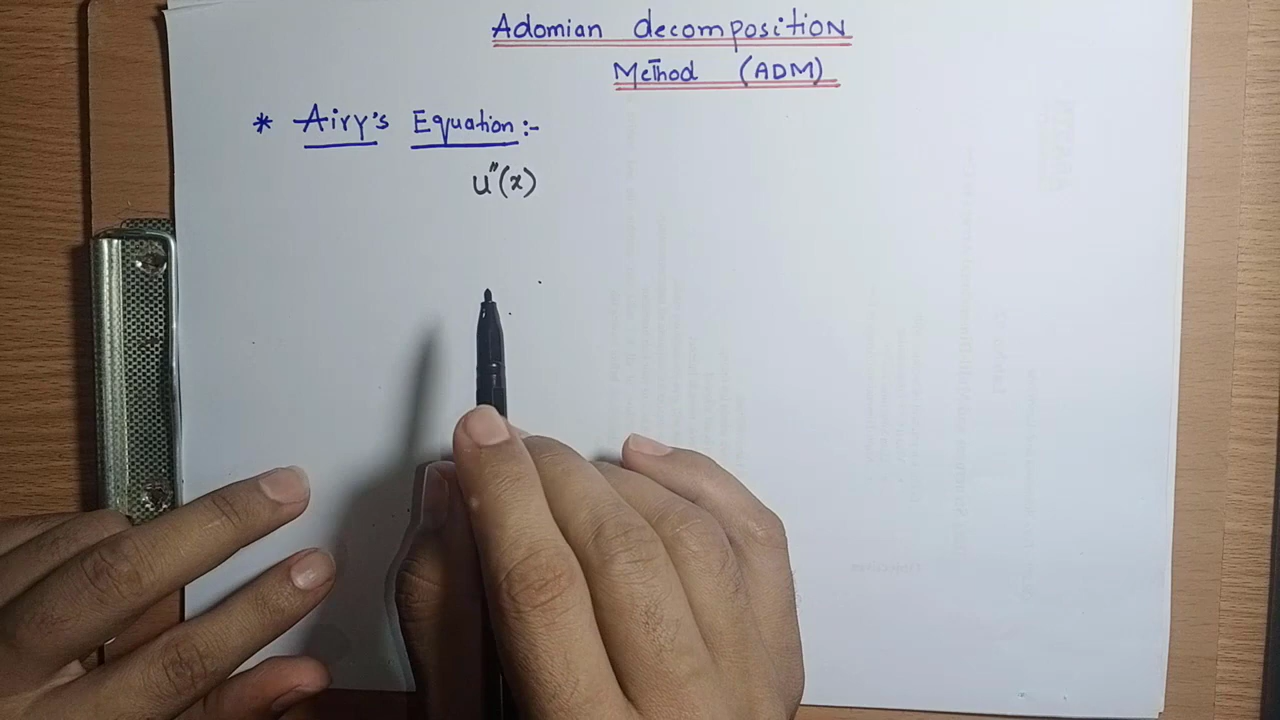 Adomian decomposition
Method (ADM)
* Airy's Equation :-
u"(x)